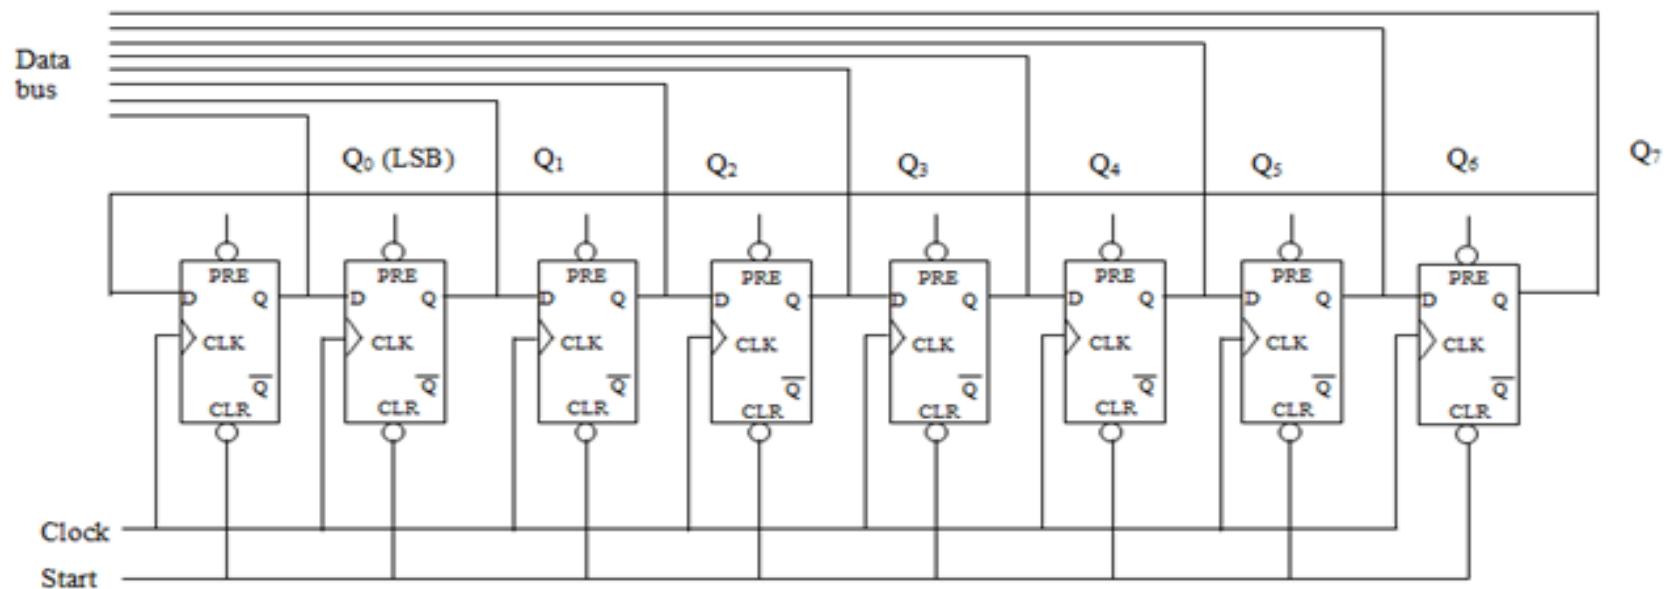 Data
bus
Q₀ (LSB) Q₁ Q₂ Q₃ Q₄ Q₅ Q₆ Q₇
PRE PRE PRE PRE PRE PRE PRE PRE
D Q D Q D Q D Q D Q D Q D Q D Q
CLK CLK CLK CLK CLK CLK CLK CLK
Q̅ Q̅ Q̅ Q̅ Q̅ Q̅ Q̅ Q̅
CLR CLR CLR CLR CLR CLR CLR CLR
Clock
Start